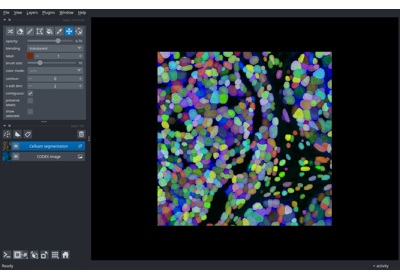 File View Layers Plugins Window Help
opacity:
blending: translucent
label:
brush size:
color mode:
contour:
n edit dim:
contiguous:
preserve
labels:
show
selected:
Cellsam segmentation
CODEX image
Ready
activity